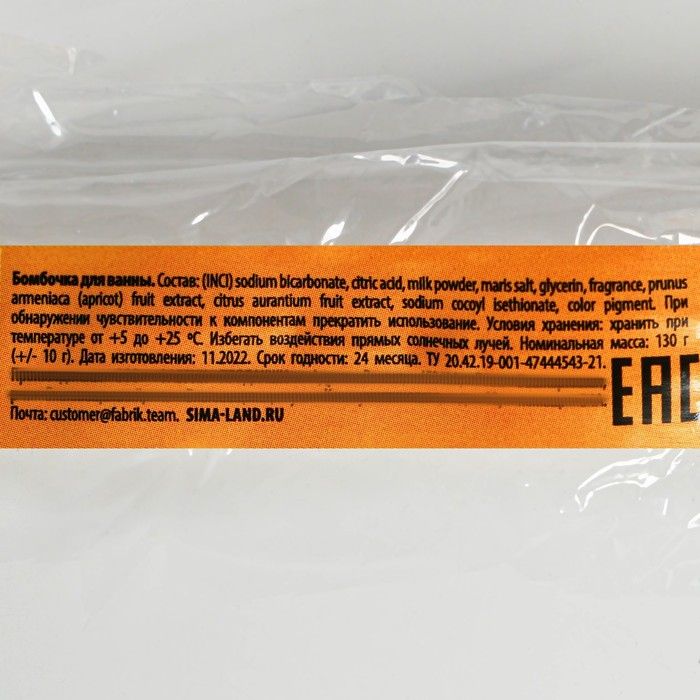 Бомбочка для ванны. Состав: (INCI) sodium bicarbonate, citric acid, milk powder, maris salt, glycerin, fragrance, prunus
armeniaca (apricot) fruit extract, citrus aurantium fruit extract, sodium cocoyl isethionate, color pigment. При
обнаружении чувствительности к компонентам прекратить использование. Условия хранения: хранить при
температуре от +5 до +25 ºC. Избегать воздействия прямых солнечных лучей. Номинальная масса: 130 г
(+/- 10 г). Дата изготовления: 11.2022. Срок годности: 24 месяца. ТУ 20.42.19-001-47444543-21.
Почта: customer@fabrik.team. SIMA-LAND.RU
EAC